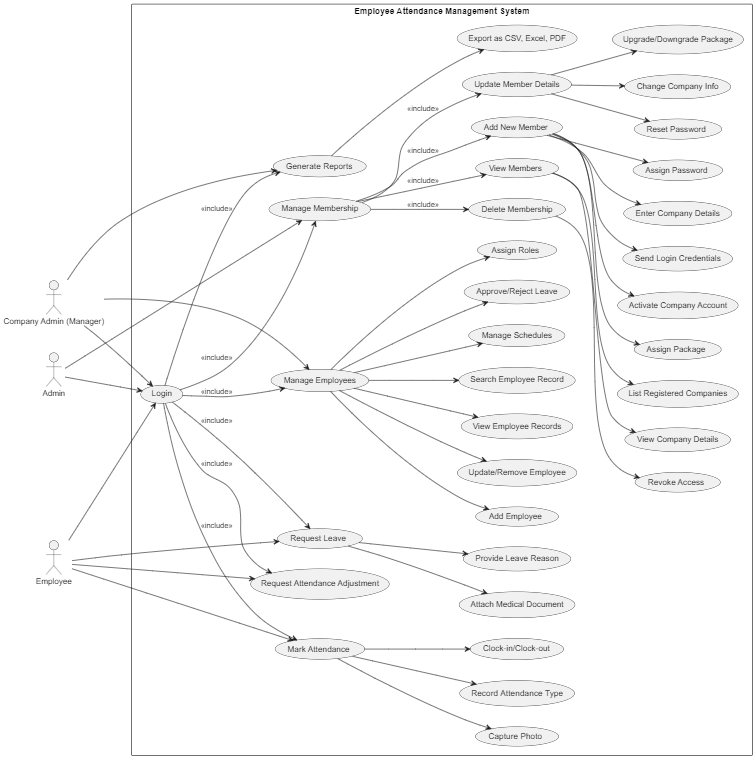 Employee Attendance Management System
Export as CSV, Excel, PDF
Upgrade/Downgrade Package
Update Member Details
Change Company Info
«include»
Add New Member
Reset Password
«include»
Generate Reports
View Members
Assign Password
«include»
«include»
Manage Membership
«include»
Delete Membership
Enter Company Details
Assign Roles
Send Login Credentials
Approve/Reject Leave
Activate Company Account
Company Admin (Manager)
Manage Schedules
Assign Package
«include»
Manage Employees
Search Employee Record
Admin
Login
«include»
List Registered Companies
«include»
View Employee Records
View Company Details
«include»
Update/Remove Employee
Revoke Access
Add Employee
«include»
Request Leave
Provide Leave Reason
Employee
Request Attendance Adjustment
Attach Medical Document
Mark Attendance
Clock-in/Clock-out
Record Attendance Type
Capture Photo